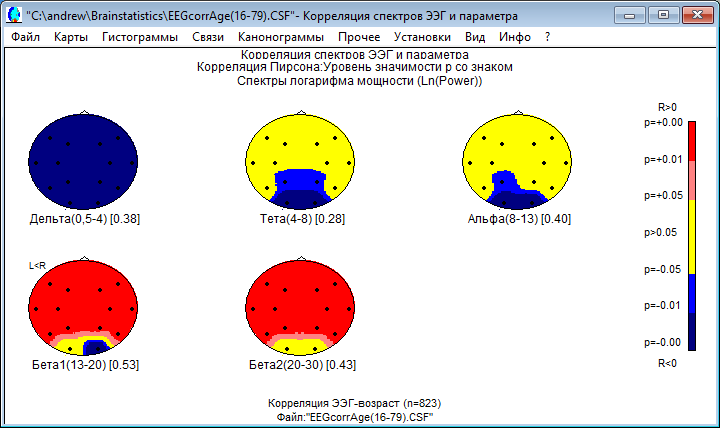 "C:\andrew\Brainstatistics\EEGcorrAge(16-79).CSF"- Корреляция спектров ЭЭГ и параметра
Файл Карты Гистограммы Связи Канонограммы Прочее Установки Вид Инфо ?
Корреляция спектров ЭЭГ и параметра
Корреляция Пирсона:Уровень значимости p со знаком
Спектры логарифма мощности (Ln(Power))
Дельта(0,5-4) [0.38]
Тета(4-8) [0.28]
Альфа(8-13) [0.40]
L<R
Бета1(13-20) [0.53]
Бета2(20-30) [0.43]
R>0
p=+0.00
p=+0.01
p=+0.05
p>0.05
p=-0.05
p=-0.01
p=-0.00
R<0
Корреляция ЭЭГ-возраст (n=823)
Файл:"EEGcorrAge(16-79).CSF"